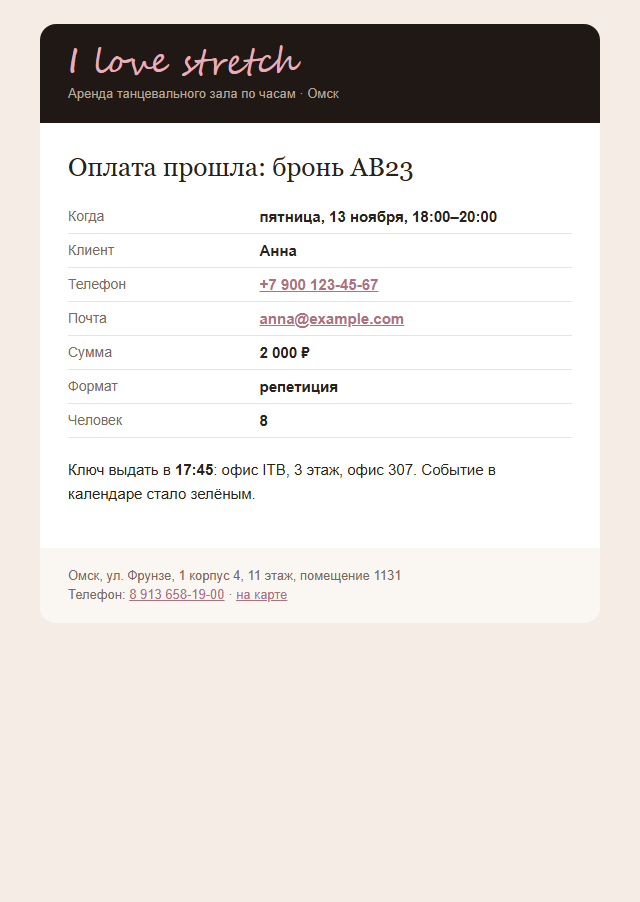 I love stretch
Аренда танцевального зала по часам · Омск
Оплата прошла: бронь AB23
Когда пятница, 13 ноября, 18:00–20:00
Клиент Анна
Телефон +7 900 123-45-67
Почта anna@example.com
Сумма 2 000 ₽
Формат репетиция
Человек 8
Ключ выдать в 17:45: офис ITB, 3 этаж, офис 307. Событие в
календаре стало зелёным.
Омск, ул. Фрунзе, 1 корпус 4, 11 этаж, помещение 1131
Телефон: 8 913 658-19-00 · на карте